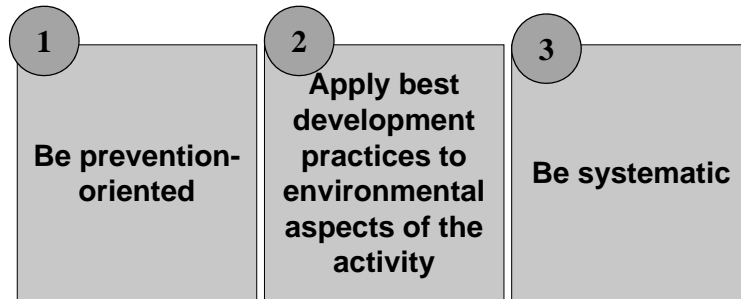 1
Be prevention-
oriented
2
Apply best
development
practices to
environmental
aspects of the
activity
3
Be systematic